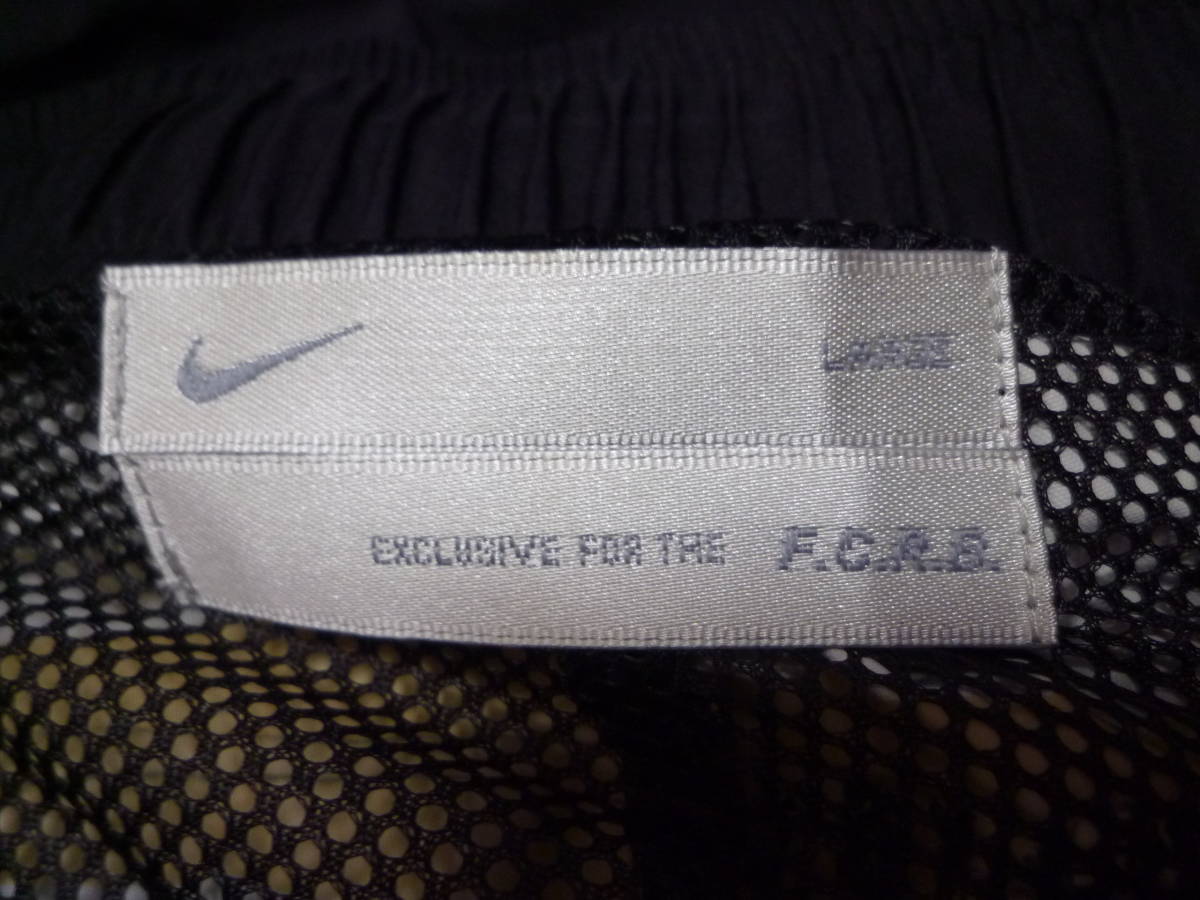 LARGE
EXCLUSIVE FOR THE F.C.R.B.